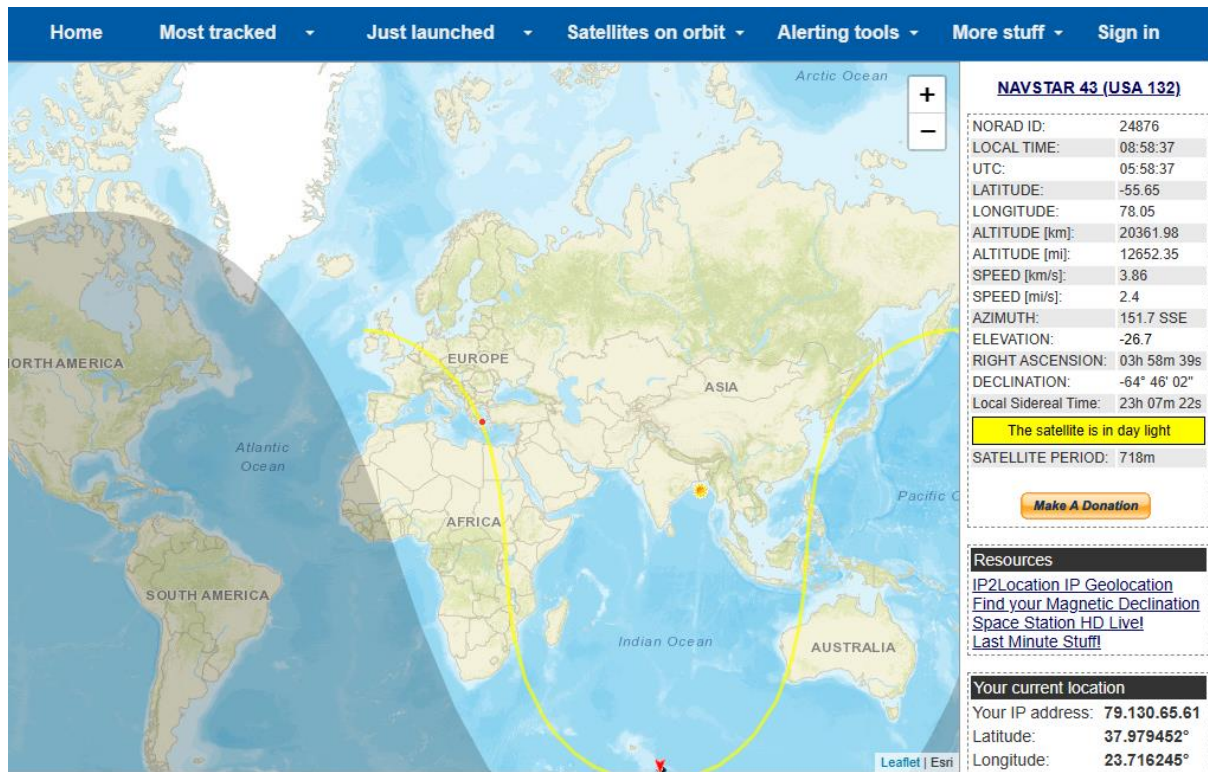 Home Most tracked Just launched Satellites on orbit Alerting tools More stuff Sign in
Arctic Ocean
+
−
NORTH AMERICA
EUROPE
ASIA
Atlantic
Ocean
Pacific O
AFRICA
SOUTH AMERICA
Indian Ocean
AUSTRALIA
Leaflet | Esri
NAVSTAR 43 (USA 132)
NORAD ID: 24876
LOCAL TIME: 08:58:37
UTC: 05:58:37
LATITUDE: -55.65
LONGITUDE: 78.05
ALTITUDE [km]: 20361.98
ALTITUDE [mi]: 12652.35
SPEED [km/s]: 3.86
SPEED [mi/s]: 2.4
AZIMUTH: 151.7 SSE
ELEVATION: -26.7
RIGHT ASCENSION: 03h 58m 39s
DECLINATION: -64° 46' 02"
Local Sidereal Time: 23h 07m 22s
The satellite is in day light
SATELLITE PERIOD: 718m
Make A Donation
Resources
IP2Location IP Geolocation
Find your Magnetic Declination
Space Station HD Live!
Last Minute Stuff!
Your current location
Your IP address: 79.130.65.61
Latitude: 37.979452°
Longitude: 23.716245°